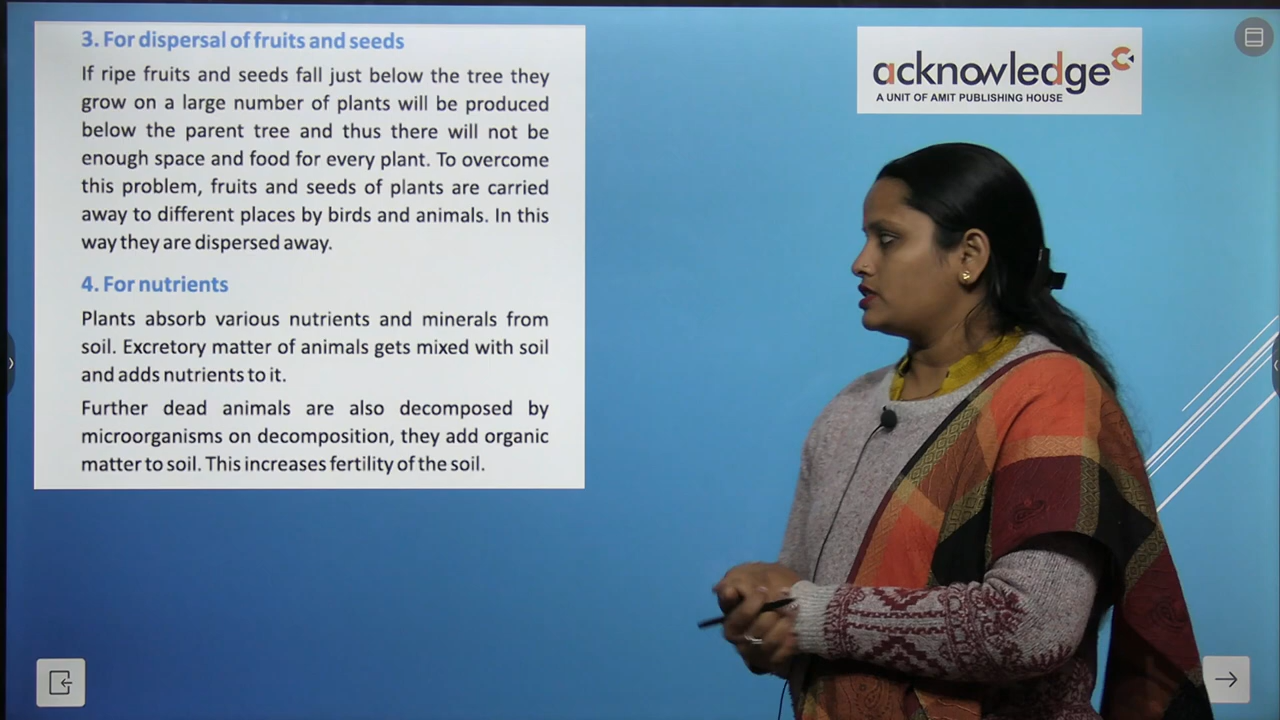 3. For dispersal of fruits and seeds
If ripe fruits and seeds fall just below the tree they
grow on a large number of plants will be produced
below the parent tree and thus there will not be
enough space and food for every plant. To overcome
this problem, fruits and seeds of plants are carried
away to different places by birds and animals. In this
way they are dispersed away.
4. For nutrients
Plants absorb various nutrients and minerals from
soil. Excretory matter of animals gets mixed with soil
and adds nutrients to it.
Further dead animals are also decomposed by
microorganisms on decomposition, they add organic
matter to soil. This increases fertility of the soil.
acknowledge
A UNIT OF AMIT PUBLISHING HOUSE